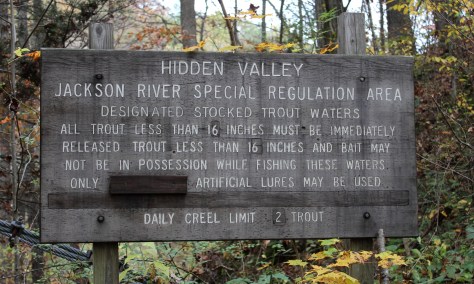 HIDDEN VALLEY
JACKSON RIVER SPECIAL REGULATION AREA
DESIGNATED STOCKED TROUT WATERS
ALL TROUT LESS THAN 16 INCHES MUST BE IMMEDIATELY
RELEASED TROUT LESS THAN 16 INCHES AND BAIT MAY
NOT BE IN POSSESSION WHILE FISHING THESE WATERS
ONLY ARTIFICIAL LURES MAY BE USED
DAILY CREEL LIMIT 2 TROUT